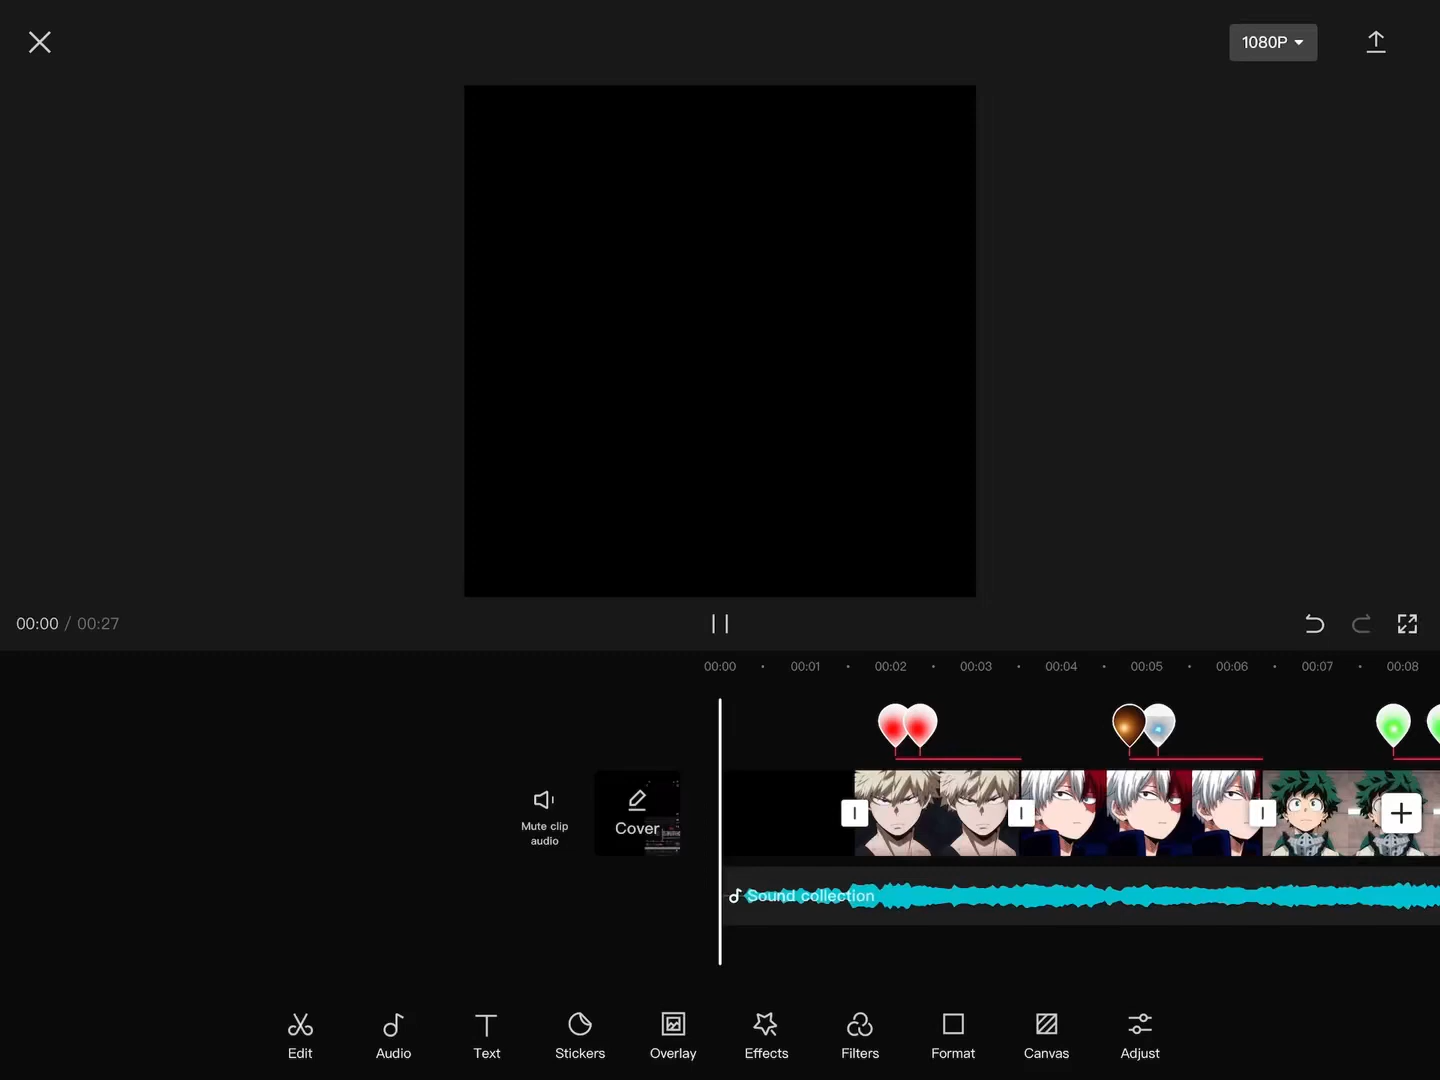 1080P
00:00 / 00:27
00:00 00:01 00:02 00:03 00:04 00:05 00:06 00:07 00:08
Mute clip
audio
Cover
Sound collection
Edit Audio Text Stickers Overlay Effects Filters Format Canvas Adjust